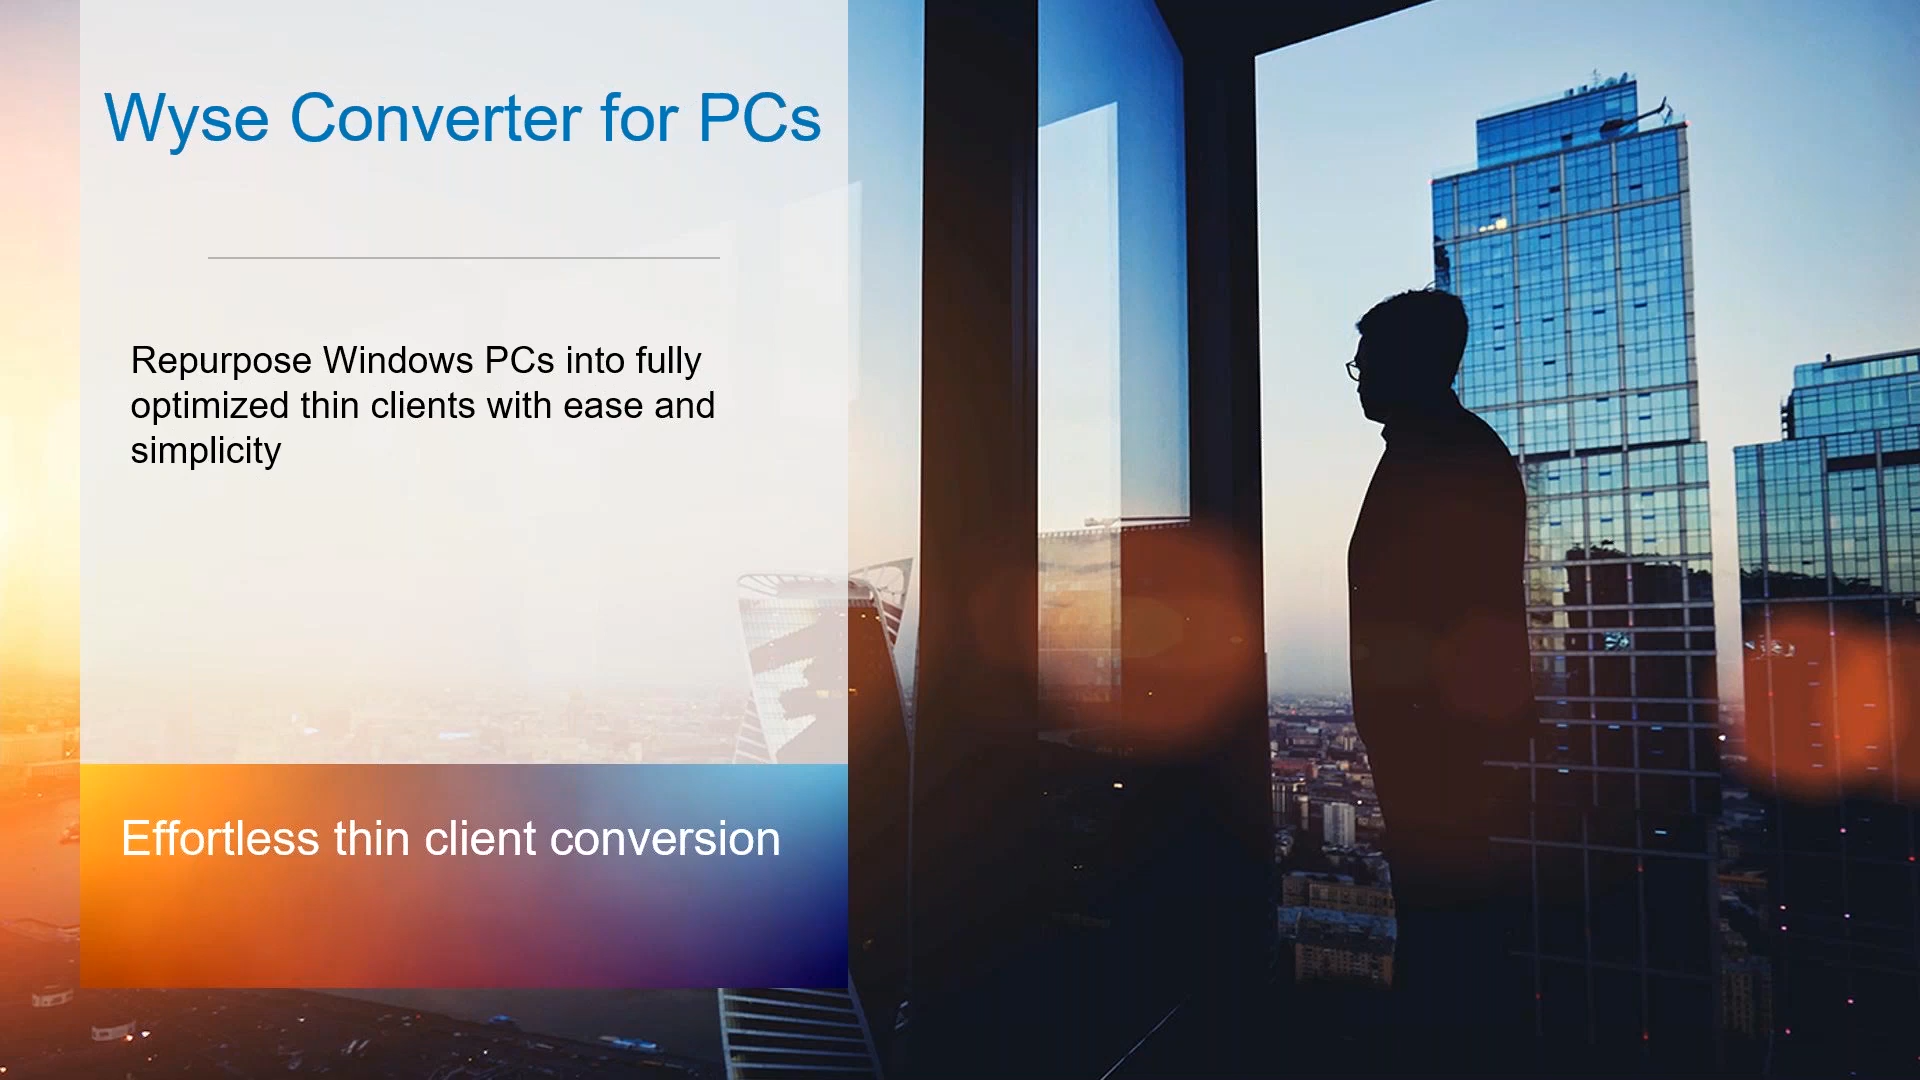 Wyse Converter for PCs
Repurpose Windows PCs into fully
optimized thin clients with ease and
simplicity
Effortless thin client conversion